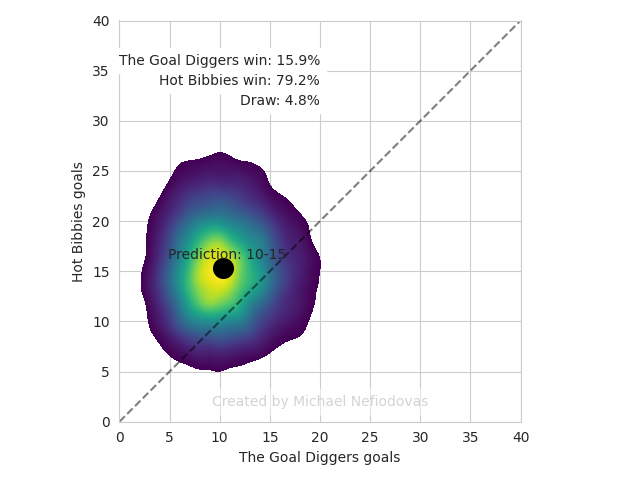 40
The Goal Diggers win: 15.9%
35
Hot Bibbies win: 79.2%
Draw: 4.8%
30
25
20
Hot Bibbies goals
Prediction: 10-15
15
10
5
Created by Michael Nefiodovas
0
0 5 10 15 20 25 30 35 40
The Goal Diggers goals